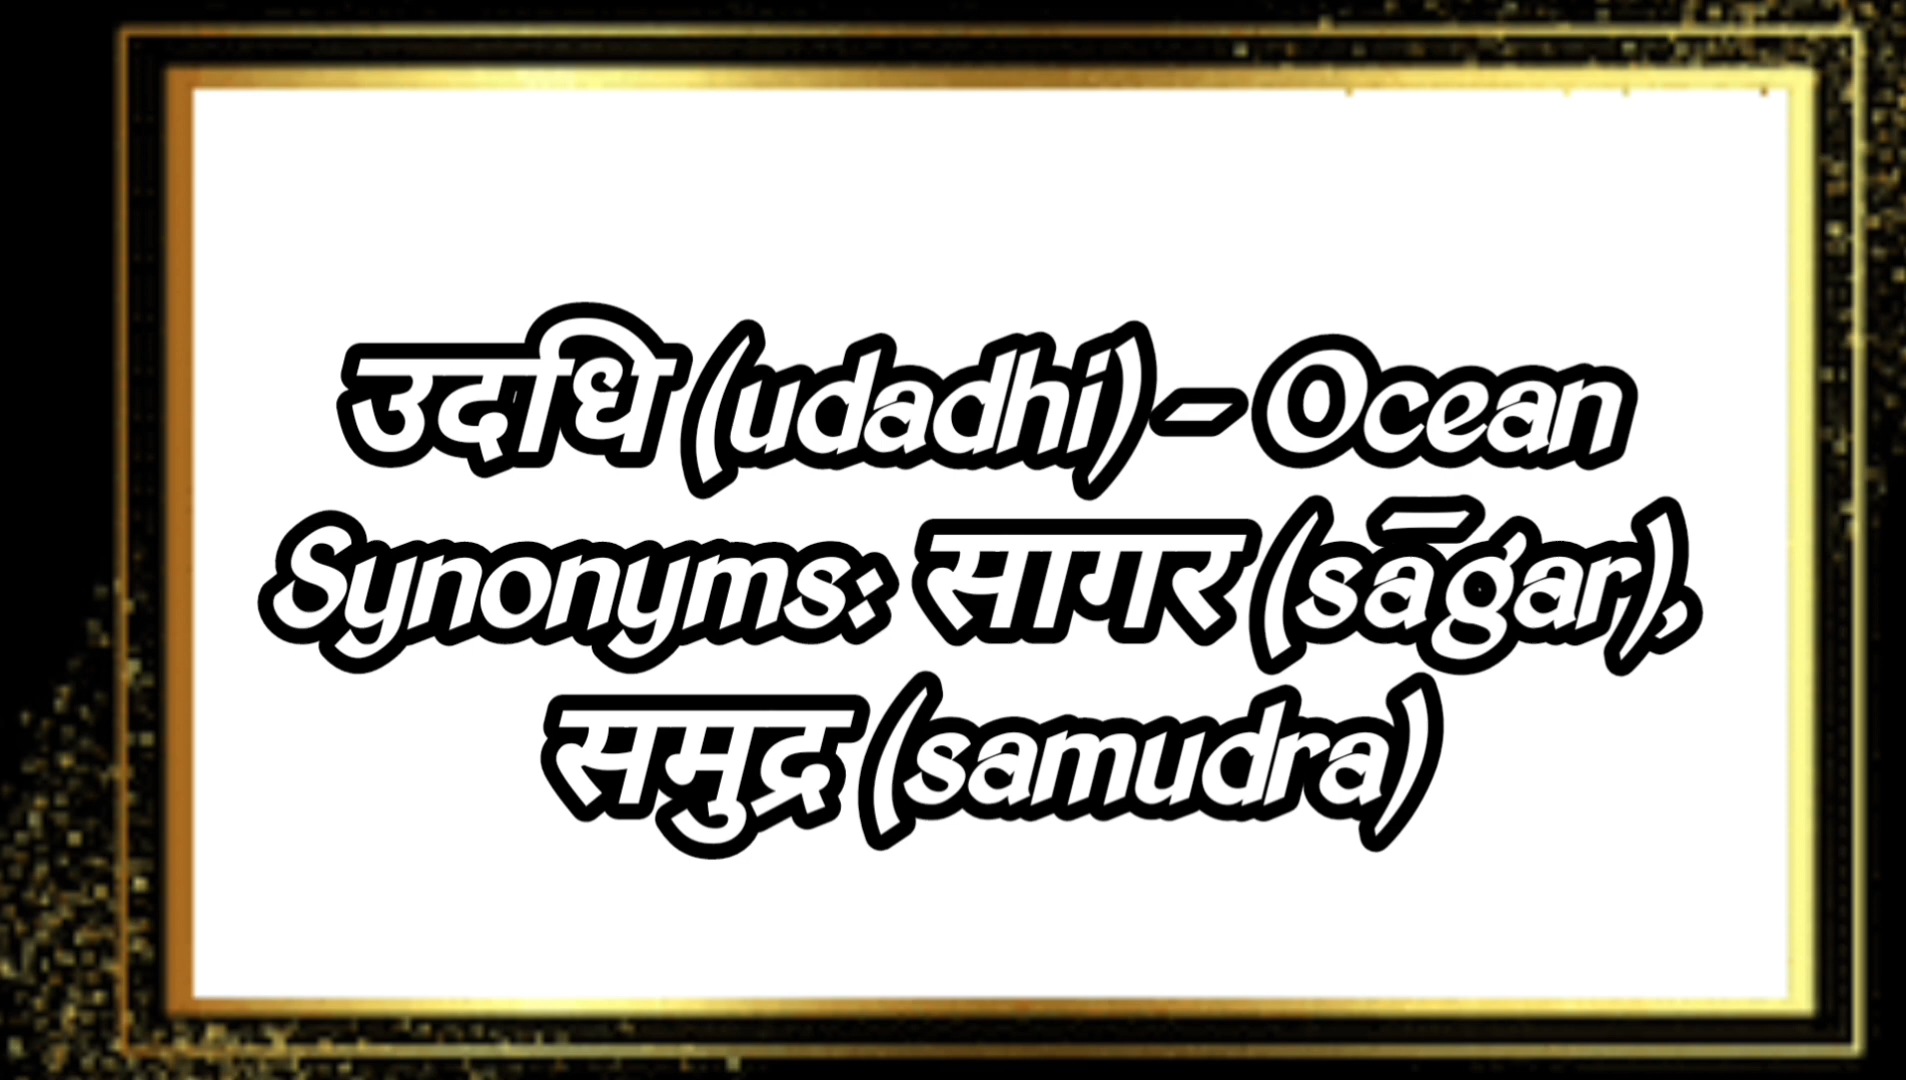 उदधि (udadhi) - Ocean
Synonyms: सागर (sāgar),
समुद्र (samudra)